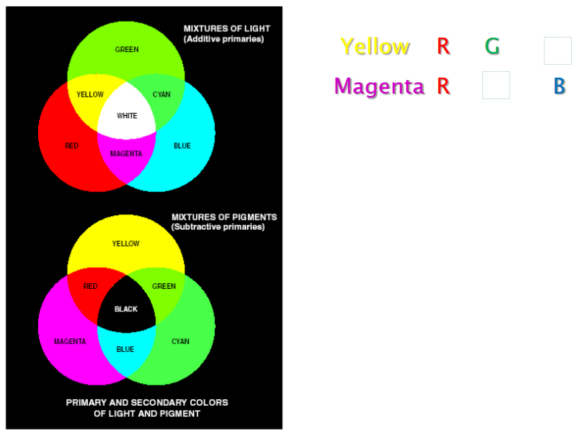 MIXTURES OF LIGHT
(Additive primaries)
GREEN
YELLOW
CYAN
WHITE
RED
MAGENTA
BLUE
MIXTURES OF PIGMENTS
(Subtractive primaries)
YELLOW
RED
GREEN
BLACK
MAGENTA
BLUE
CYAN
PRIMARY AND SECONDARY COLORS
OF LIGHT AND PIGMENT
Yellow R G
Magenta R B